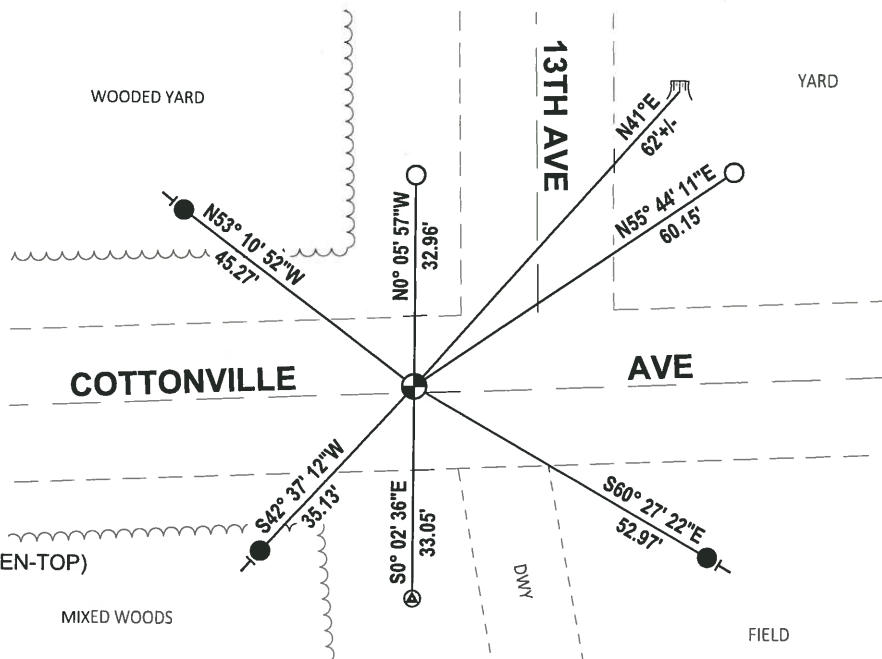 WOODED YARD
13TH AVE
YARD
N41°E
62'+/-
N53° 10' 52"W
45.27'
N0° 05' 57"W
32.96'
N55° 44' 11"E
60.15'
COTTONVILLE AVE
S42° 37' 12"W
35.13'
S0° 02' 36"E
33.05'
S60° 27' 22"E
52.97'
EN-TOP)
DWY
MIXED WOODS
FIELD